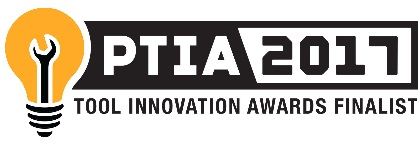 PTIA 2017
TOOL INNOVATION AWARDS FINALIST